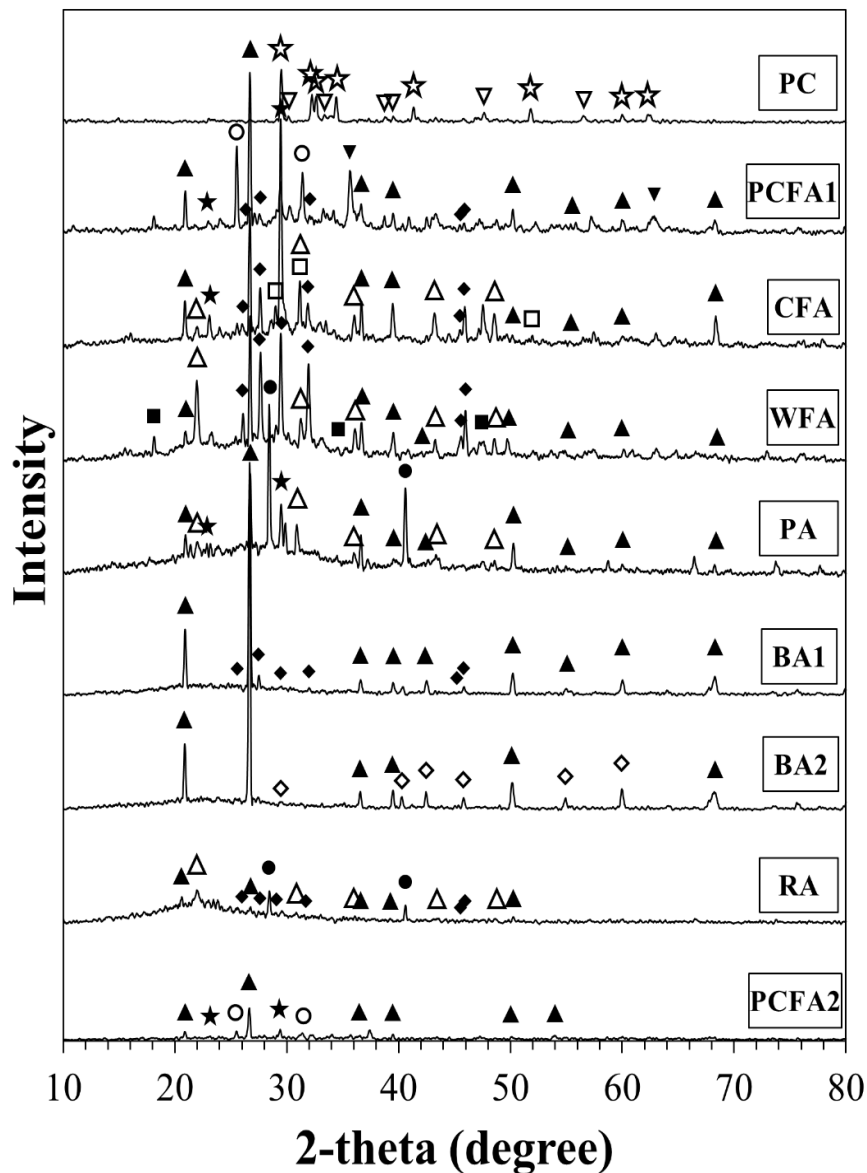 PC
PCFA1
CFA
WFA
PA
BA1
BA2
RA
PCFA2
Intensity
10 20 30 40 50 60 70 80
2-theta (degree)